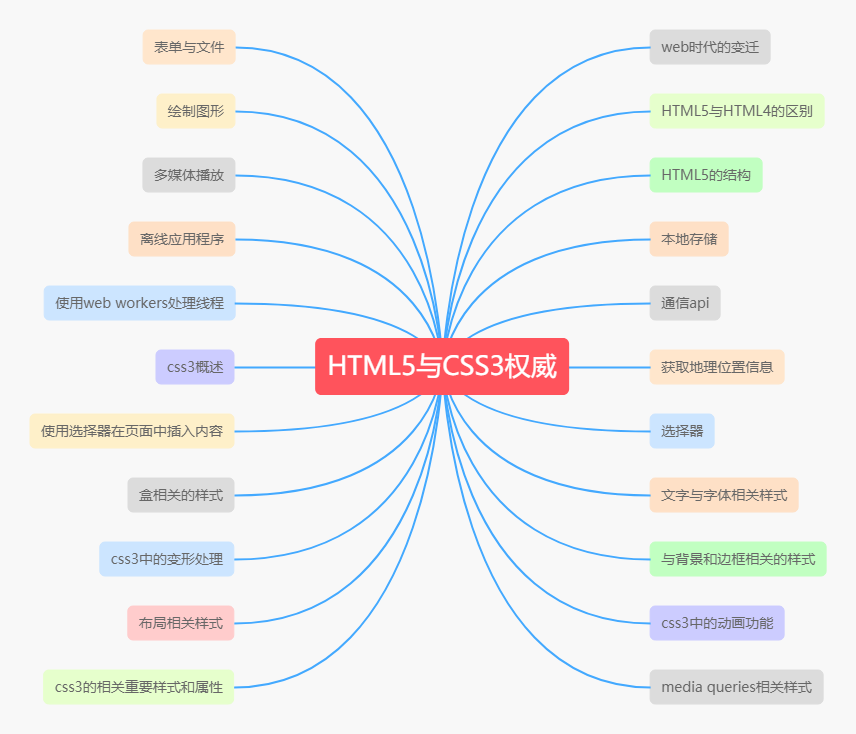 表单与文件
web时代的变迁
绘制图形
HTML5与HTML4的区别
多媒体播放
HTML5的结构
离线应用程序
本地存储
使用web workers处理线程
通信api
css3概述
HTML5与CSS3权威
获取地理位置信息
使用选择器在页面中插入内容
选择器
盒相关的样式
文字与字体相关样式
css3中的变形处理
与背景和边框相关的样式
布局相关样式
css3中的动画功能
css3的相关重要样式和属性
media queries相关样式